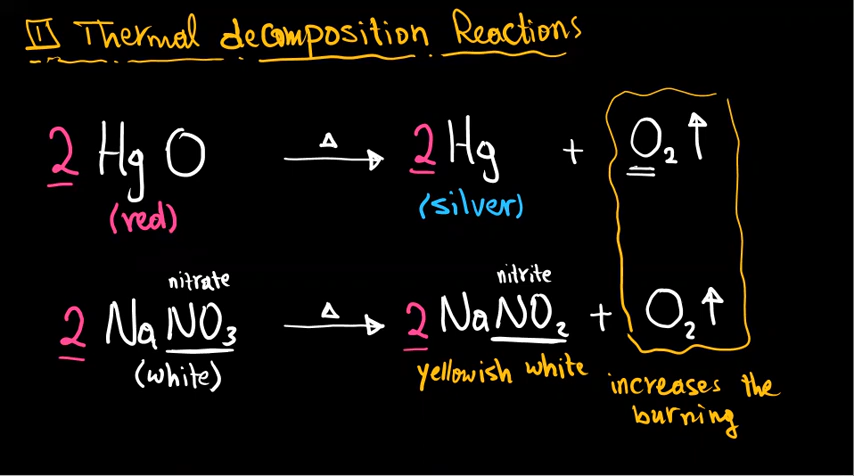 II Thermal decomposition Reactions
2 HgO Δ → 2 Hg + O₂ ↑
(red) (silver)
nitrate nitrite
2 NaNO₃ Δ → 2 NaNO₂ + O₂ ↑
(white) yellowish white increases the
burning